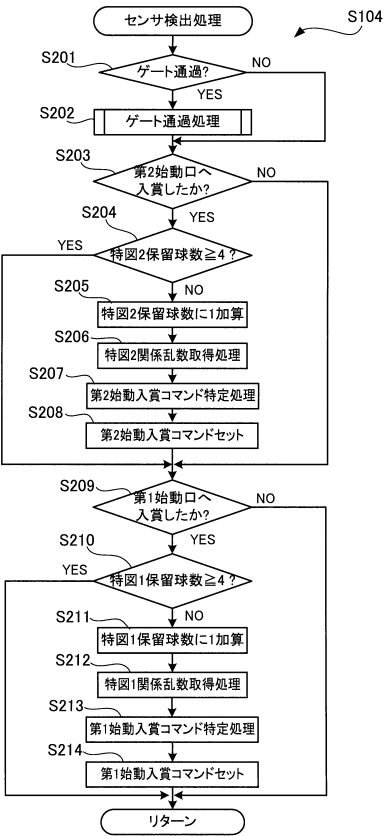 センサ検出処理
S104
S201
ゲート通過?
NO
YES
S202
ゲート通過処理
S203
第2始動口へ
入賞したか?
NO
YES
S204
特図2保留球数≧4?
YES
NO
S205
特図2保留球数に1加算
S206
特図2関係乱数取得処理
S207
第2始動入賞コマンド特定処理
S208
第2始動入賞コマンドセット
S209
第1始動口へ
入賞したか?
NO
YES
S210
特図1保留球数≧4?
YES
NO
S211
特図1保留球数に1加算
S212
特図1関係乱数取得処理
S213
第1始動入賞コマンド特定処理
S214
第1始動入賞コマンドセット
リターン